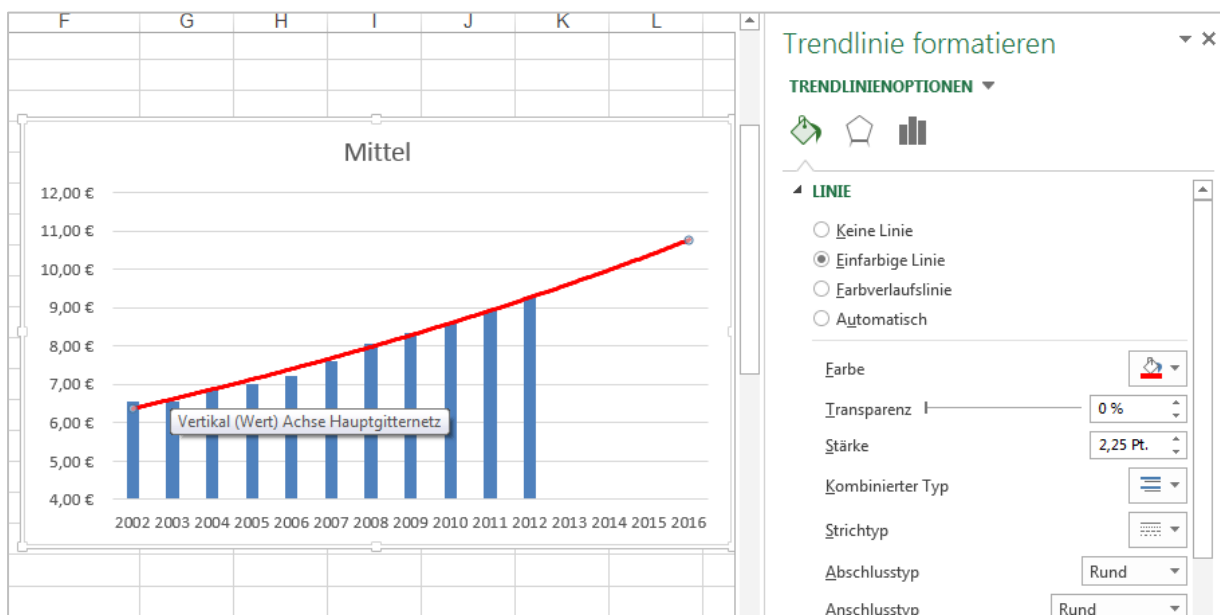 F G H I J K L
Mittel
12,00 €
11,00 €
10,00 €
9,00 €
8,00 €
7,00 €
6,00 €
5,00 €
4,00 €
Vertikal (Wert) Achse Hauptgitternetz
2002 2003 2004 2005 2006 2007 2008 2009 2010 2011 2012 2013 2014 2015 2016
Trendlinie formatieren
TRENDLINIENOPTIONEN
LINIE
Keine Linie
Einfarbige Linie
Farbverlaufslinie
Automatisch
Farbe
Transparenz 0 %
Stärke 2,25 Pt.
Kombinierter Typ
Strichtyp
Abschlusstyp Rund
Anschlusstyp Rund